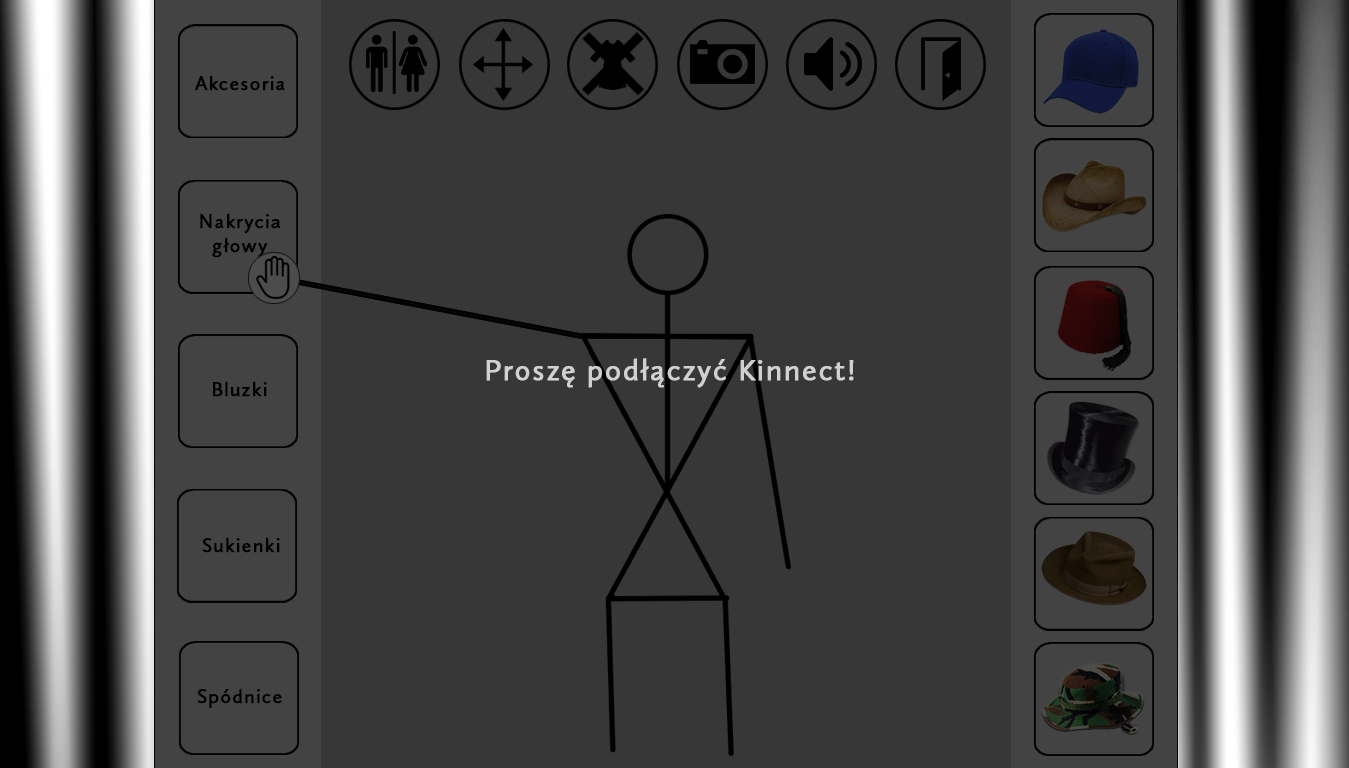 Akcesoria
Nakrycia
głowy
Bluzki
Sukienki
Spódnice
Proszę podłączyć Kinnect!